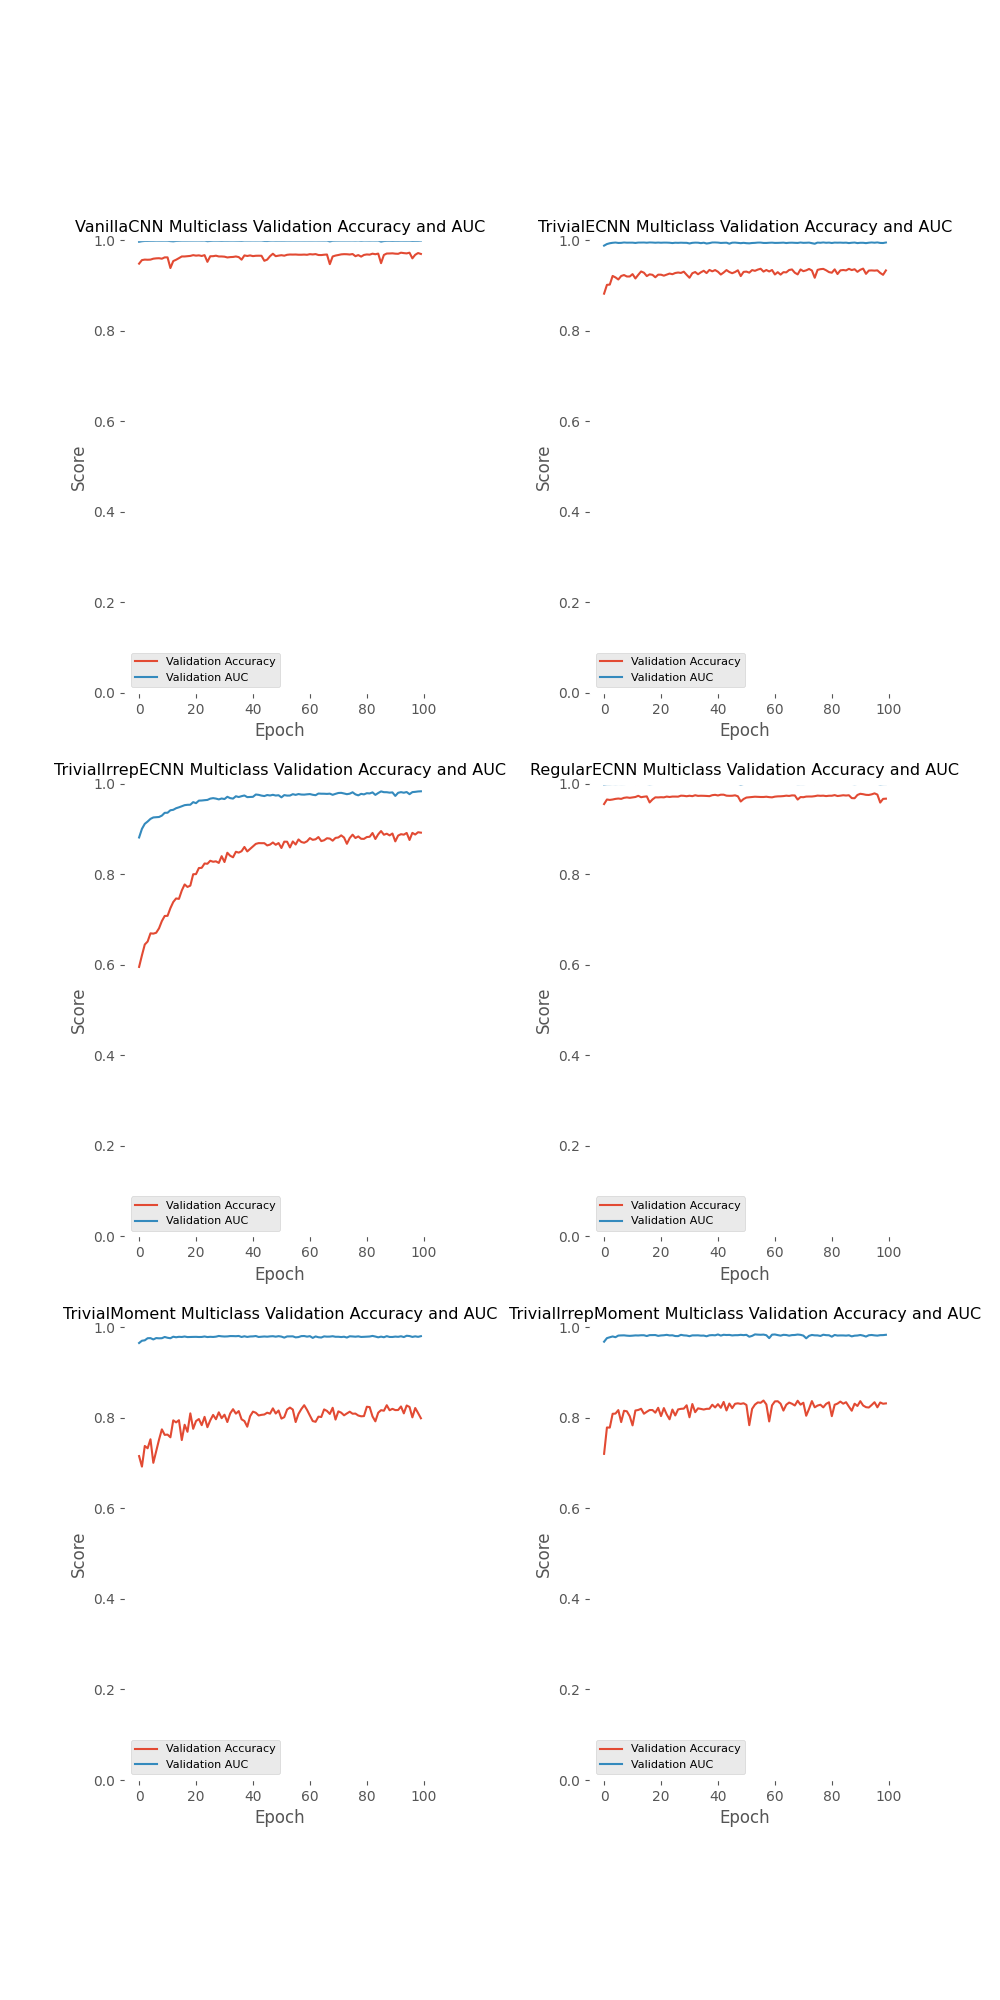 VanillaCNN Multiclass Validation Accuracy and AUC
1.0
0.8
0.6
0.4
0.2
0.0
Score
Validation Accuracy
Validation AUC
0 20 40 60 80 100
Epoch
TrivialECNN Multiclass Validation Accuracy and AUC
1.0
0.8
0.6
0.4
0.2
0.0
Score
Validation Accuracy
Validation AUC
0 20 40 60 80 100
Epoch
TrivialIrrepECNN Multiclass Validation Accuracy and AUC
1.0
0.8
0.6
0.4
0.2
0.0
Score
Validation Accuracy
Validation AUC
0 20 40 60 80 100
Epoch
RegularECNN Multiclass Validation Accuracy and AUC
1.0
0.8
0.6
0.4
0.2
0.0
Score
Validation Accuracy
Validation AUC
0 20 40 60 80 100
Epoch
TrivialMoment Multiclass Validation Accuracy and AUC
1.0
0.8
0.6
0.4
0.2
0.0
Score
Validation Accuracy
Validation AUC
0 20 40 60 80 100
Epoch
TrivialIrrepMoment Multiclass Validation Accuracy and AUC
1.0
0.8
0.6
0.4
0.2
0.0
Score
Validation Accuracy
Validation AUC
0 20 40 60 80 100
Epoch